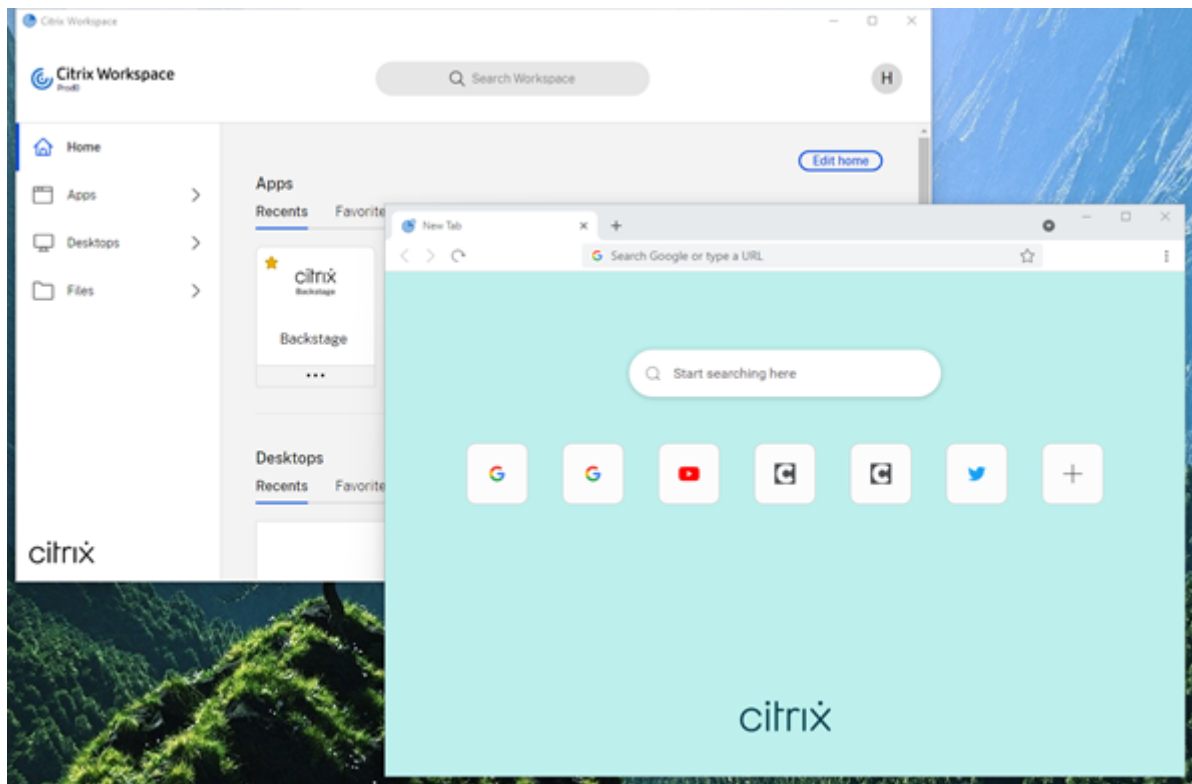 Citrix Workspace
Citrix Workspace
Search Workspace
H
Home
Edit home
Apps
Apps
Recents Favorite
Desktops
Files
citrix
Backstage
Backstage
Desktops
Recents Favorite
citrix
New Tab
Search Google or type a URL
Start searching here
citrix